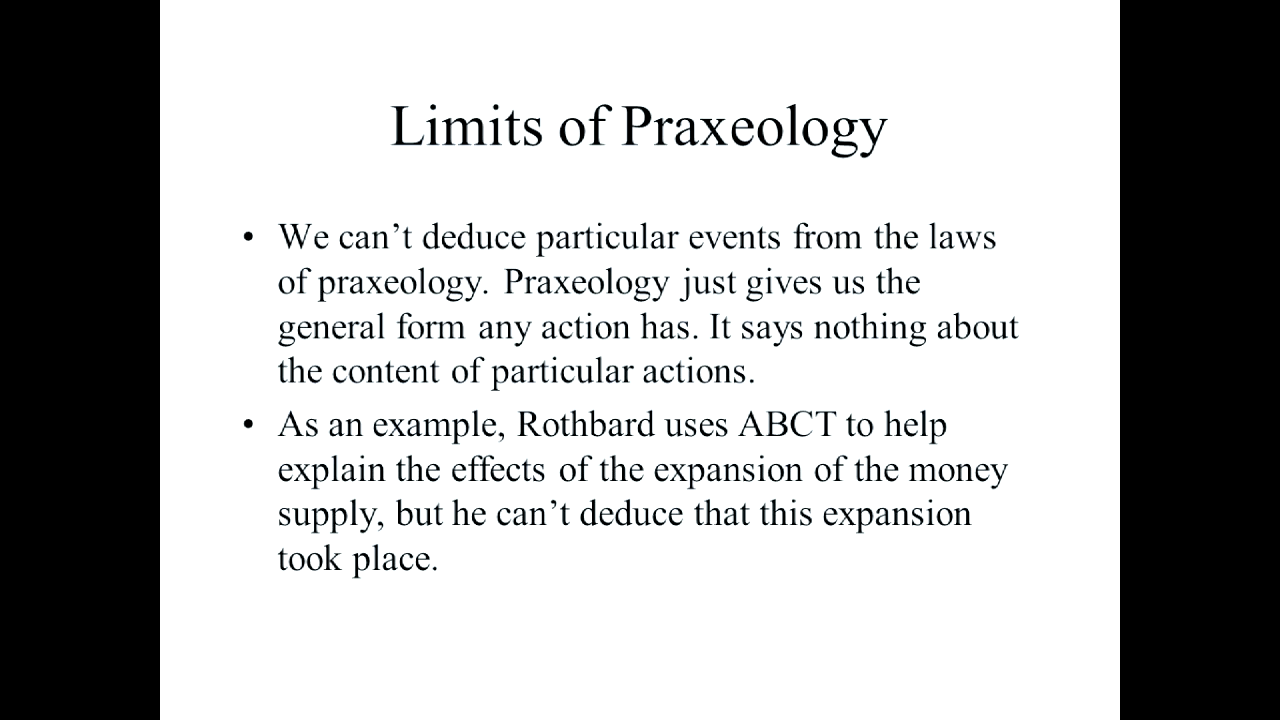 Limits of Praxeology
• We can’t deduce particular events from the laws
of praxeology. Praxeology just gives us the
general form any action has. It says nothing about
the content of particular actions.
• As an example, Rothbard uses ABCT to help
explain the effects of the expansion of the money
supply, but he can’t deduce that this expansion
took place.